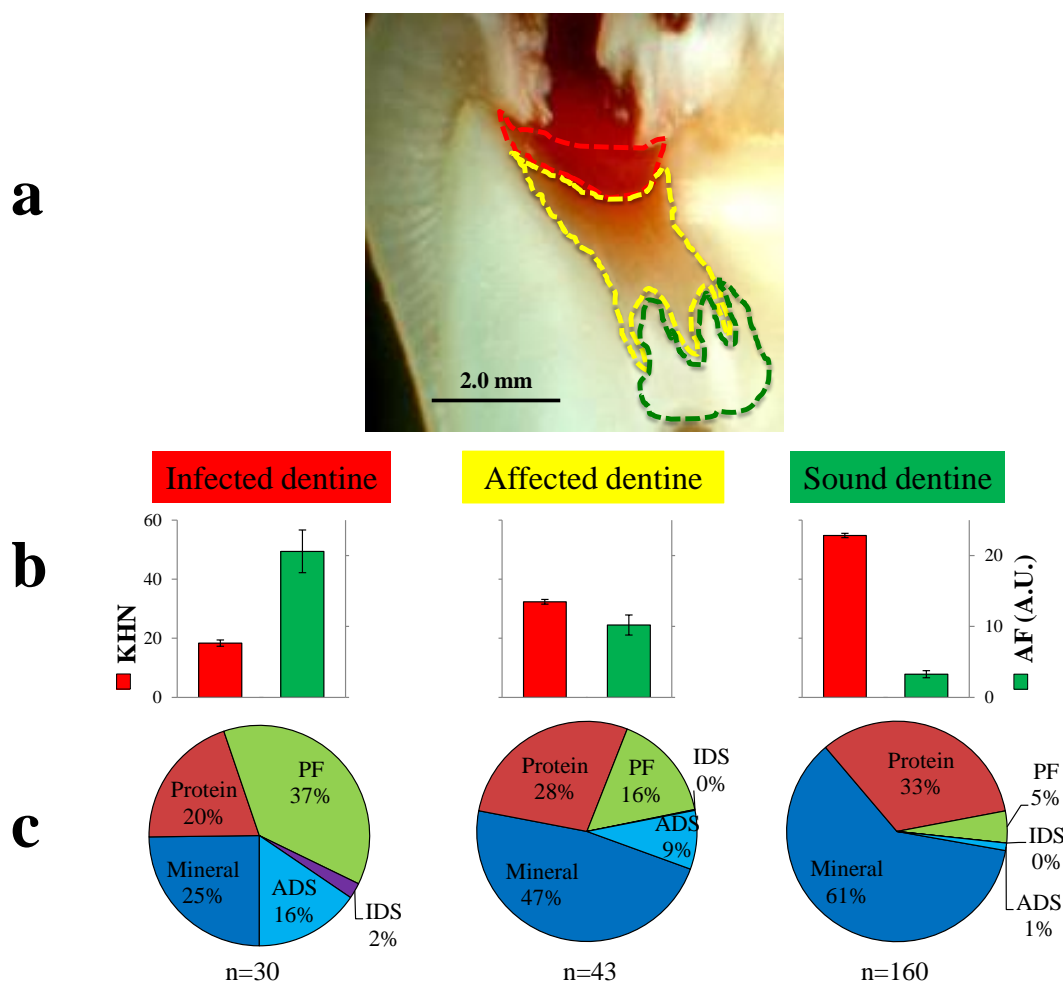 a
2.0 mm
Infected dentine
Affected dentine
Sound dentine
b
KHN
60
40
20
0
20
10
0
AF (A.U.)
c
Protein
20%
PF
37%
Mineral
25%
ADS
16%
IDS
2%
n=30
Protein
28%
PF
16%
IDS
0%
ADS
9%
Mineral
47%
n=43
Protein
33%
PF
5%
IDS
0%
ADS
1%
Mineral
61%
n=160